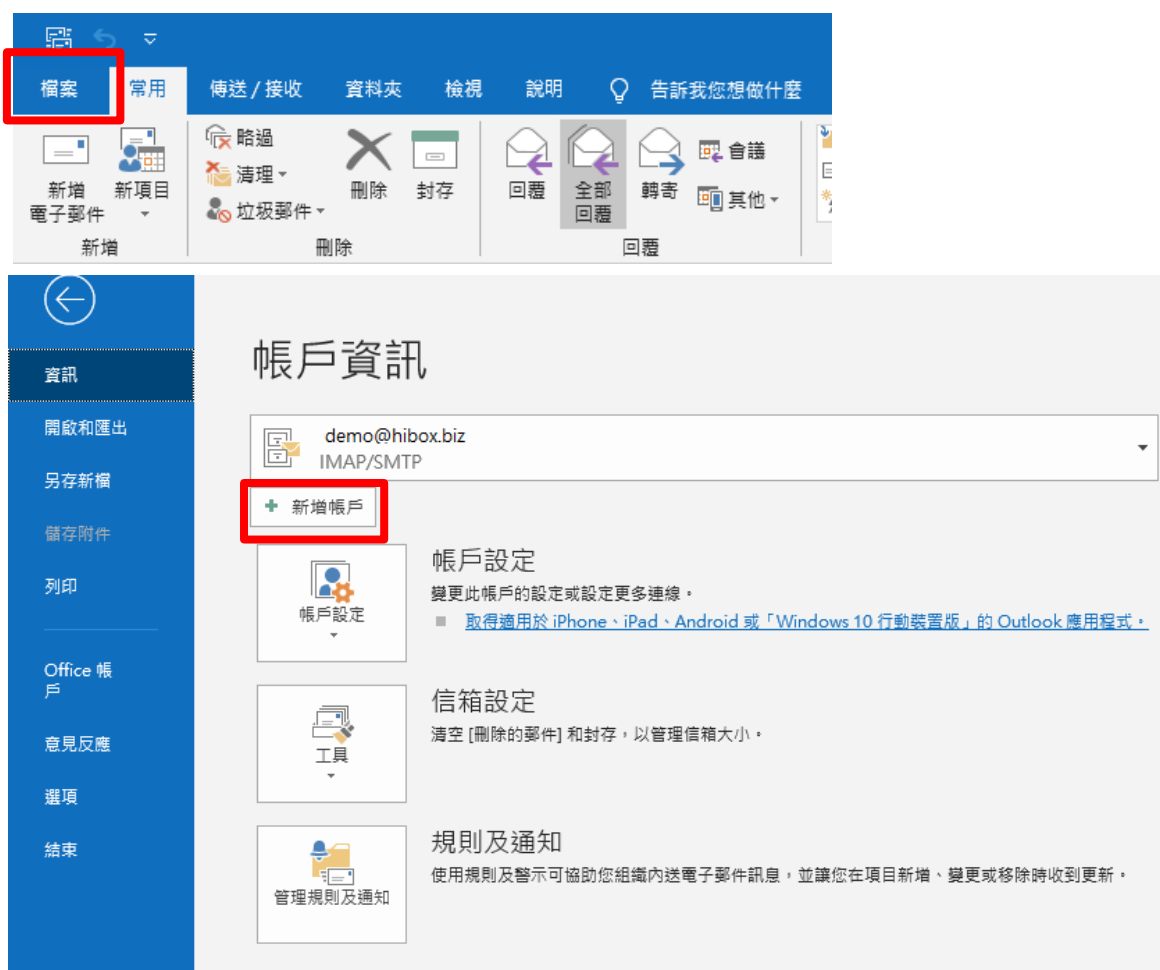 檔案 常用 傳送 / 接收 資料夾 檢視 說明 告訴我您想做什麼
新增
電子郵件
新項目
略過
清理
垃圾郵件
刪除
封存
回覆
全部
回覆
轉寄
會議
其他
新增 刪除 回覆
資訊
開啟和匯出
另存新檔
儲存附件
列印
Office 帳
戶
意見反應
選項
結束
帳戶資訊
demo@hibox.biz
IMAP/SMTP
新增帳戶
帳戶設定
帳戶設定
變更此帳戶的設定或設定更多連線。
取得適用於 iPhone、iPad、Android 或「Windows 10 行動裝置版」的 Outlook 應用程式。
工具
信箱設定
清空 [刪除的郵件] 和封存，以管理信箱大小。
管理規則及通知
規則及通知
使用規則及警示可協助您組織內送電子郵件訊息，並讓您在項目新增、變更或移除時收到更新。